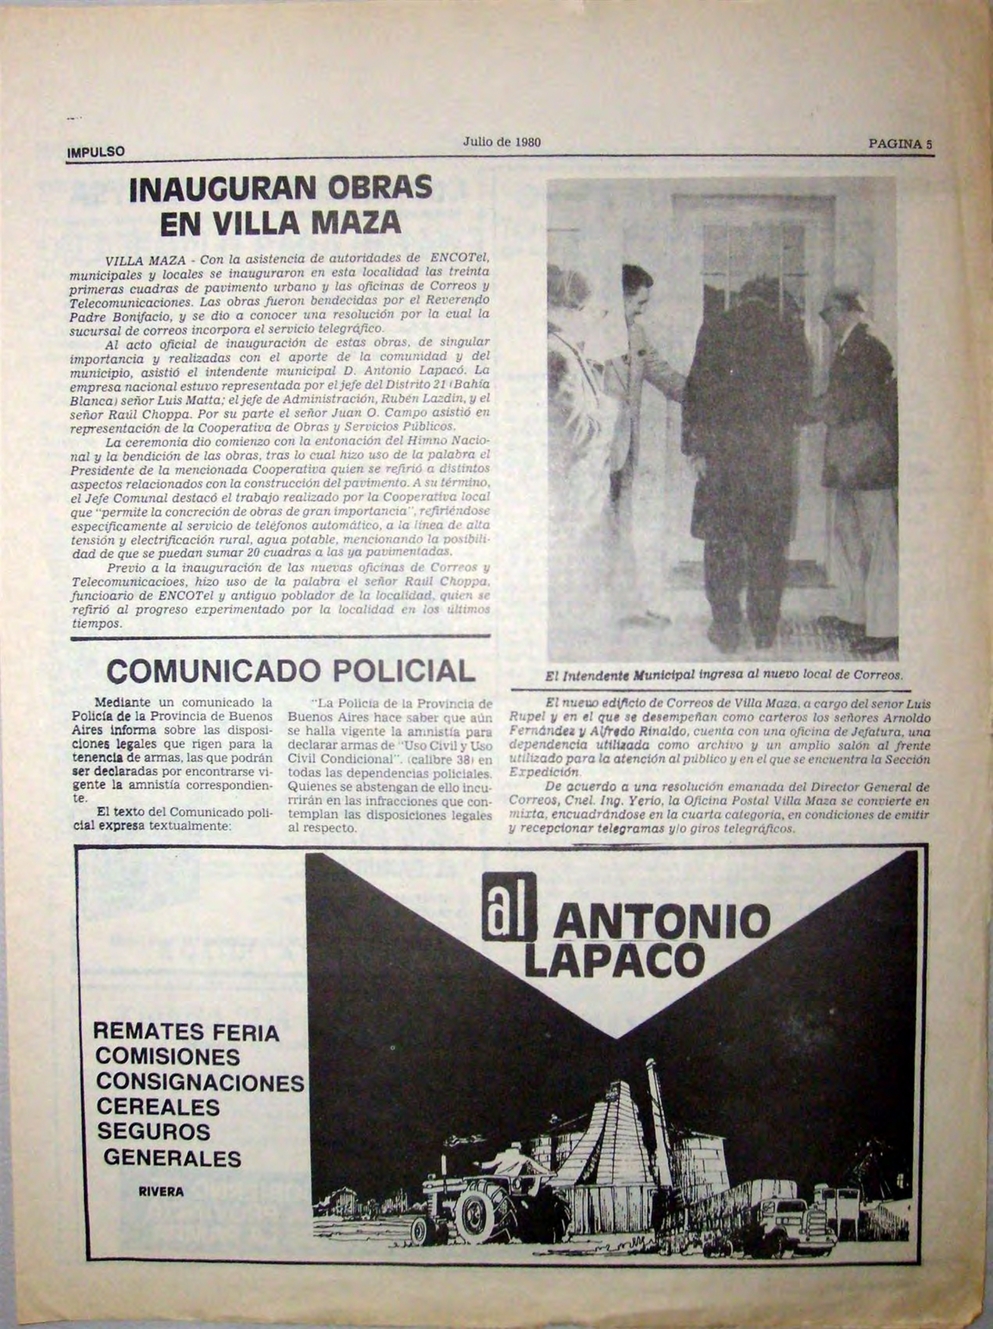 IMPULSO
Julio de 1980
PAGINA 5
INAUGURAN OBRAS
EN VILLA MAZA
VILLA MAZA - Con la asistencia de autoridades de ENCOTel,
municipales y locales se inauguraron en esta localidad las treinta
primeras cuadras de pavimento urbano y las oficinas de Correos y
Telecomunicaciones. Las obras fueron bendecidas por el Reverendo
Padre Bonifacio, y se dio a conocer una resolución por la cual la
sucursal de correos incorpora el servicio telegráfico.
Al acto oficial de inauguración de estas obras, de singular
importancia y realizadas con el aporte de la comunidad y del
municipio, asistió el intendente municipal D. Antonio Lapacó. La
empresa nacional estuvo representada por el jefe del Distrito 21 (Bahía
Blanca) señor Luis Matta; el jefe de Administración, Rubén Lazdin, y el
señor Raúl Choppa. Por su parte el señor Juan O. Campo asistió en
representación de la Cooperativa de Obras y Servicios Públicos.
La ceremonia dio comienzo con la entonación del Himno Nacio-
nal y la bendición de las obras, tras lo cual hizo uso de la palabra el
Presidente de la mencionada Cooperativa quien se refirió a distintos
aspectos relacionados con la construcción del pavimento. A su término,
el Jefe Comunal destacó el trabajo realizado por la Cooperativa local
que "permite la concreción de obras de gran importancia", refiriéndose
específicamente al servicio de teléfonos automático, a la línea de alta
tensión y electrificación rural, agua potable, mencionando la posibili-
dad de que se puedan sumar 20 cuadras a las ya pavimentadas.
Previo a la inauguración de las nuevas oficinas de Correos y
Telecomunicacioes, hizo uso de la palabra el señor Raúl Choppa,
funcioario de ENCOTel y antiguo poblador de la localidad, quien se
refirió al progreso experimentado por la localidad en los últimos
tiempos.
El Intendente Municipal ingresa al nuevo local de Correos.
COMUNICADO POLICIAL
Mediante un comunicado la
Policía de la Provincia de Buenos
Aires informa sobre las disposi-
ciones legales que rigen para la
tenencia de armas, las que podrán
ser declaradas por encontrarse vi-
gente la amnistía correspondien-
te.
El texto del Comunicado poli-
cial expresa textualmente:
"La Policía de la Provincia de
Buenos Aires hace saber que aún
se halla vigente la amnistía para
declarar armas de "Uso Civil y Uso
Civil Condicional". (calibre 38) en
todas las dependencias policiales.
Quienes se abstengan de ello incu-
rrirán en las infracciones que con-
templan las disposiciones legales
al respecto.
El nuevo edificio de Correos de Villa Maza, a cargo del señor Luis
Rupel y en el que se desempeñan como carteros los señores Arnoldo
Fernández y Alfredo Rinaldo, cuenta con una oficina de Jefatura, una
dependencia utilizada como archivo y un amplio salón al frente
utilizado para la atención al público y en el que se encuentra la Sección
Expedición.
De acuerdo a una resolución emanada del Director General de
Correos, Cnel. Ing. Yerio, la Oficina Postal Villa Maza se convierte en
mixta, encuadrándose en la cuarta categoría, en condiciones de emitir
y recepcionar telegramas y/o giros telegráficos.
al ANTONIO
LAPACO
REMATES FERIA
COMISIONES
CONSIGNACIONES
CEREALES
SEGUROS
GENERALES
RIVERA